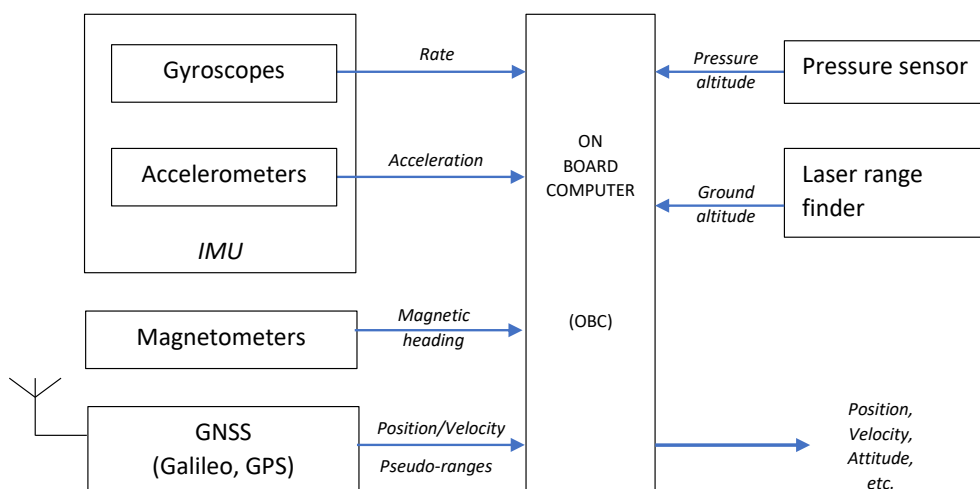 Gyroscopes
Rate
Accelerometers
Acceleration
IMU
Magnetometers
Magnetic
heading
GNSS
(Galileo, GPS)
Position/Velocity
Pseudo-ranges
ON
BOARD
COMPUTER
(OBC)
Pressure
altitude
Pressure sensor
Ground
altitude
Laser range
finder
Position,
Velocity,
Attitude,
etc.